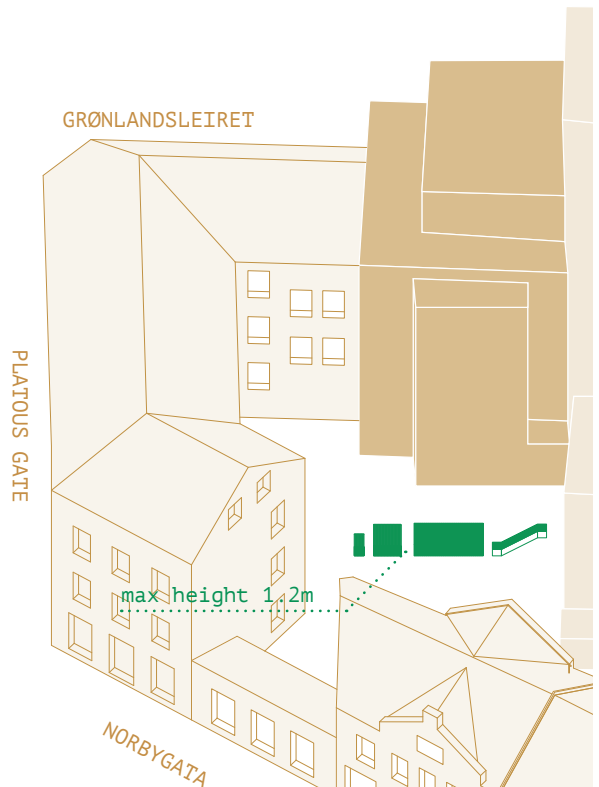 GRØNLANDSLEIRET
PLATOUS GATE
max height 1.2m
NORBYGATA